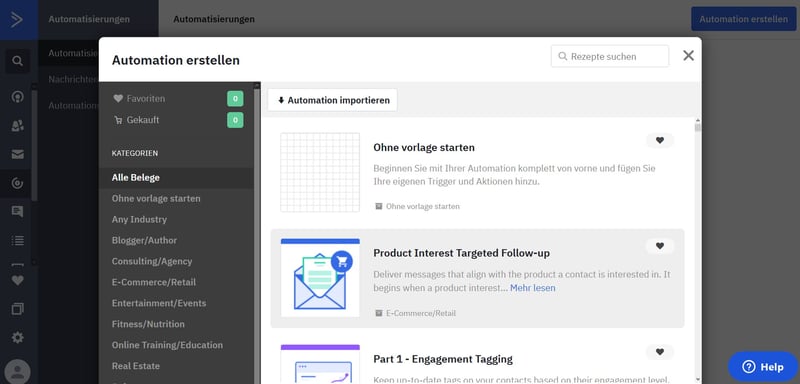 Automatisierungen
Automatisierungen
Automation erstellen
Automatisie
Nachrichten
Automation
Automation erstellen
Rezepte suchen
Favoriten
0
Gekauft
0
KATEGORIEN
Alle Belege
Ohne vorlage starten
Any Industry
Blogger/Author
Consulting/Agency
E-Commerce/Retail
Entertainment/Events
Fitness/Nutrition
Online Training/Education
Real Estate
Automation importieren
Ohne vorlage starten
Beginnen Sie mit Ihrer Automation komplett von vorne und fügen Sie
Ihre eigenen Trigger und Aktionen hinzu.
Ohne vorlage starten
Product Interest Targeted Follow-up
Deliver messages that align with the product a contact is interested in. It
begins when a product interest... Mehr lesen
E-Commerce/Retail
Part 1 - Engagement Tagging
Keep up-to-date tags on your contacts based on their engagement level.
Help